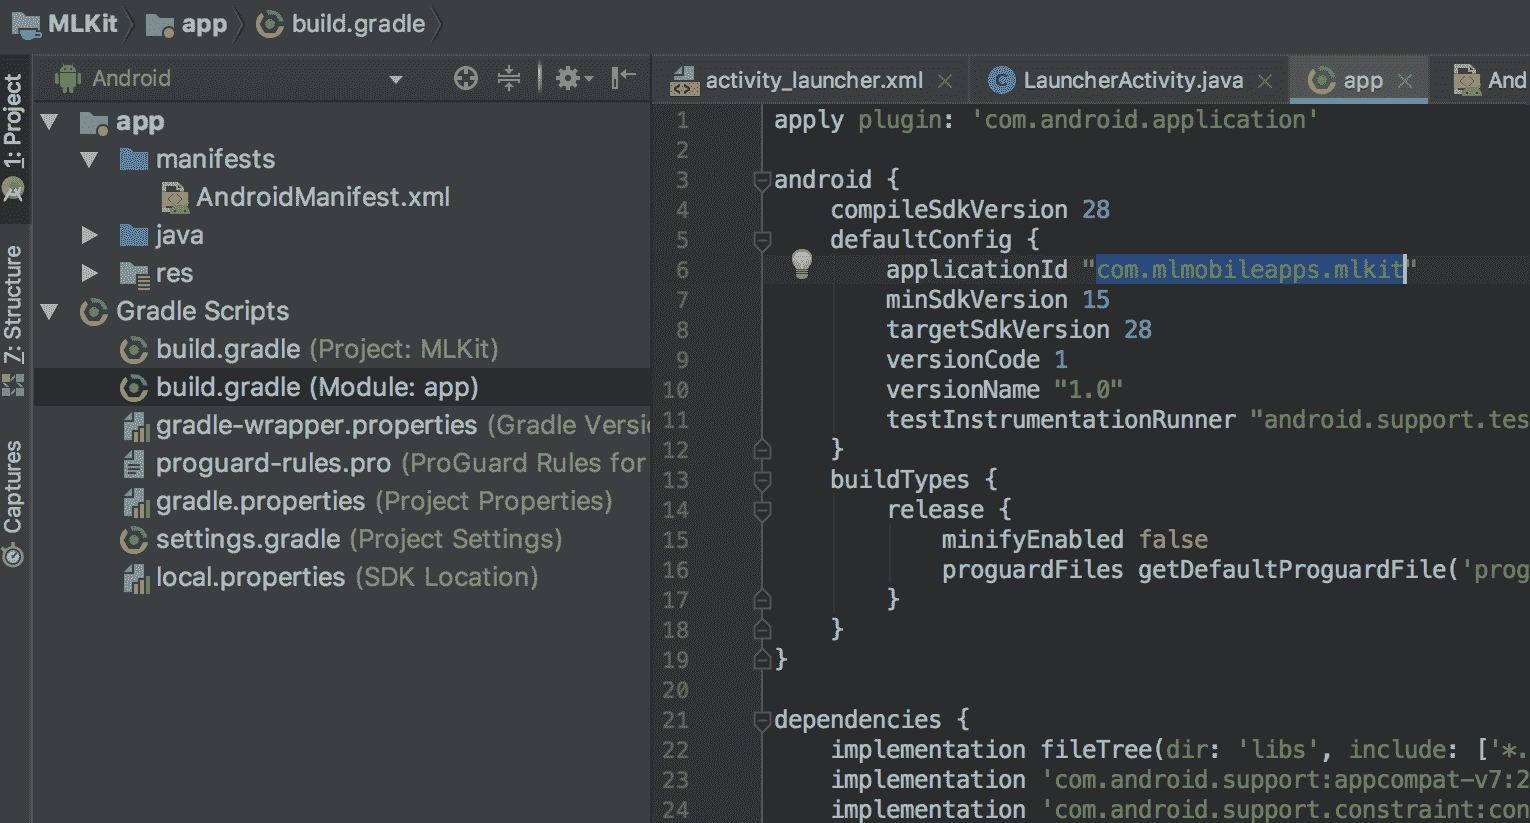 MLKit app build.gradle
1: Project
7: Structure
Captures
Android
app
manifests
AndroidManifest.xml
java
res
Gradle Scripts
build.gradle (Project: MLKit)
build.gradle (Module: app)
gradle-wrapper.properties (Gradle Versi
proguard-rules.pro (ProGuard Rules for
gradle.properties (Project Properties)
settings.gradle (Project Settings)
local.properties (SDK Location)
activity_launcher.xml LauncherActivity.java app And
1 apply plugin: 'com.android.application'
2
3 android {
4 compileSdkVersion 28
5 defaultConfig {
6 applicationId "com.mlmobileapps.mlkit"
7 minSdkVersion 15
8 targetSdkVersion 28
9 versionCode 1
10 versionName "1.0"
11 testInstrumentationRunner "android.support.tes
12 }
13 buildTypes {
14 release {
15 minifyEnabled false
16 proguardFiles getDefaultProguardFile('prog
17 }
18 }
19 }
20
21 dependencies {
22 implementation fileTree(dir: 'libs', include: ['*.
23 implementation 'com.android.support:appcompat-v7:2
24 implementation 'com.android.support.constraint:con